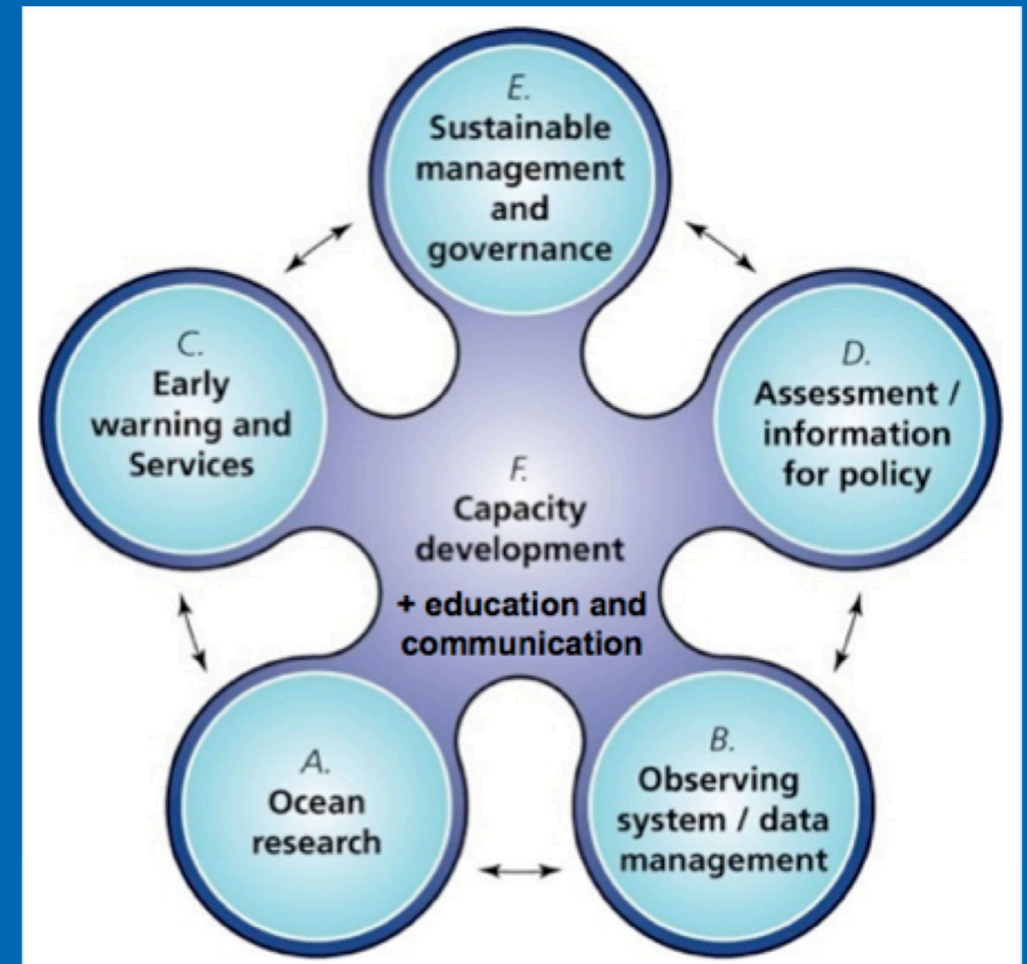 E.
Sustainable
management
and
governance
C.
Early
warning and
Services
D.
Assessment /
information
for policy
F.
Capacity
development
+ education and
communication
A.
Ocean
research
B.
Observing
system / data
management